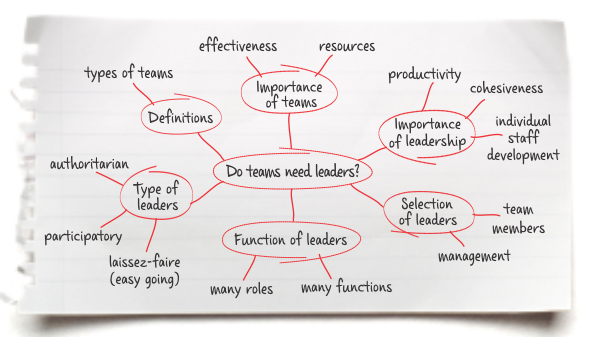 effectiveness
resources
types of teams
Importance
of teams
productivity
cohesiveness
Definitions
Importance
of leadership
individual
staff
development
authoritarian
Do teams need leaders?
Type of
leaders
Selection
of leaders
team
members
participatory
Function of leaders
management
laissez-faire
(easy going)
many roles
many functions